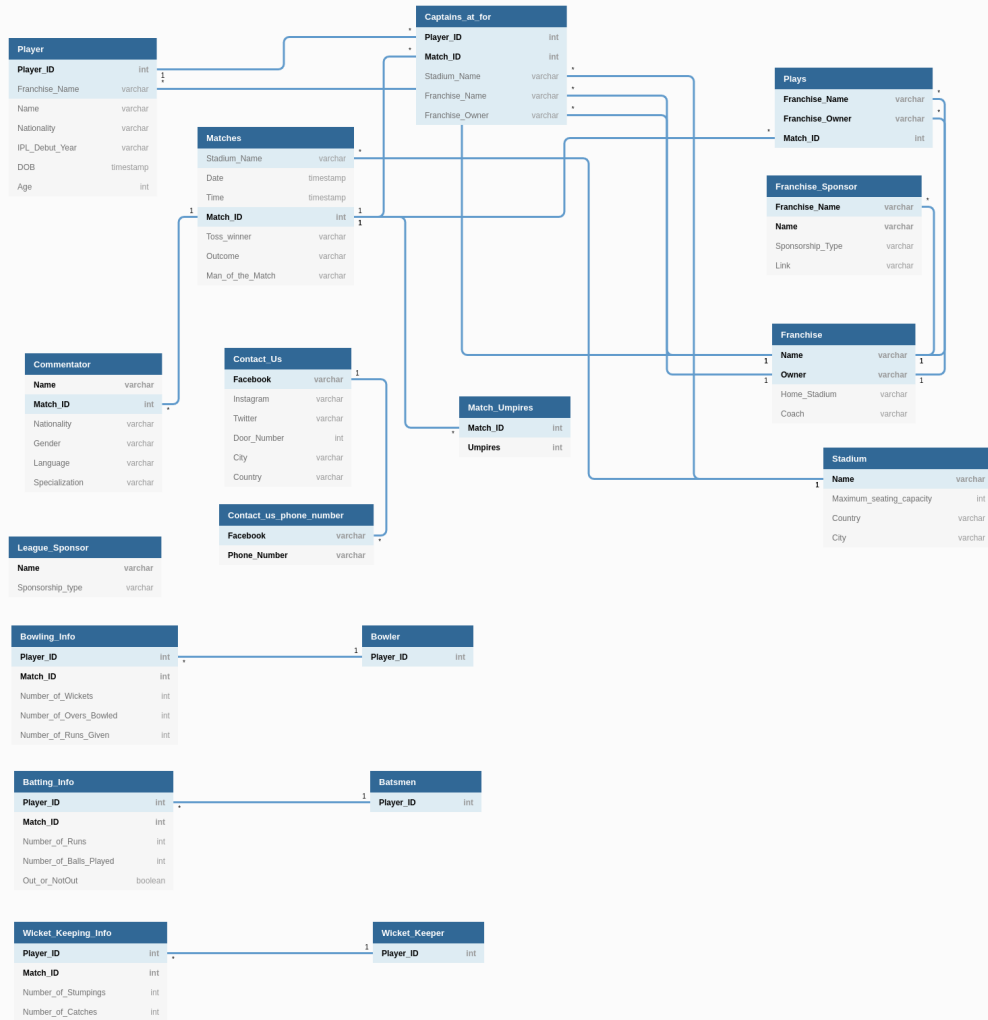 Captains_at_for
Player_ID int
Match_ID int
Stadium_Name varchar
Franchise_Name varchar
Franchise_Owner varchar
Player
Player_ID int
Franchise_Name varchar
Name varchar
Nationality varchar
IPL_Debut_Year varchar
DOB timestamp
Age int
Plays
Franchise_Name varchar
Franchise_Owner varchar
Match_ID int
Matches
Stadium_Name varchar
Date timestamp
Time timestamp
Match_ID int
Toss_winner varchar
Outcome varchar
Man_of_the_Match varchar
Franchise_Sponsor
Franchise_Name varchar
Name varchar
Sponsorship_Type varchar
Link varchar
Franchise
Name varchar
Owner varchar
Home_Stadium varchar
Coach varchar
Commentator
Name varchar
Match_ID int
Nationality varchar
Gender varchar
Language varchar
Specialization varchar
Contact_Us
Facebook varchar
Instagram varchar
Twitter varchar
Door_Number int
City varchar
Country varchar
Match_Umpires
Match_ID int
Umpires int
Stadium
Name varchar
Maximum_seating_capacity int
Country varchar
City varchar
Contact_us_phone_number
Facebook varchar
Phone_Number varchar
League_Sponsor
Name varchar
Sponsorship_type varchar
Bowling_Info
Player_ID int
Match_ID int
Number_of_Wickets int
Number_of_Overs_Bowled int
Number_of_Runs_Given int
Bowler
Player_ID int
Batting_Info
Player_ID int
Match_ID int
Number_of_Runs int
Number_of_Balls_Played int
Out_or_NotOut boolean
Batsmen
Player_ID int
Wicket_Keeping_Info
Player_ID int
Match_ID int
Number_of_Stumpings int
Number_of_Catches int
Wicket_Keeper
Player_ID int